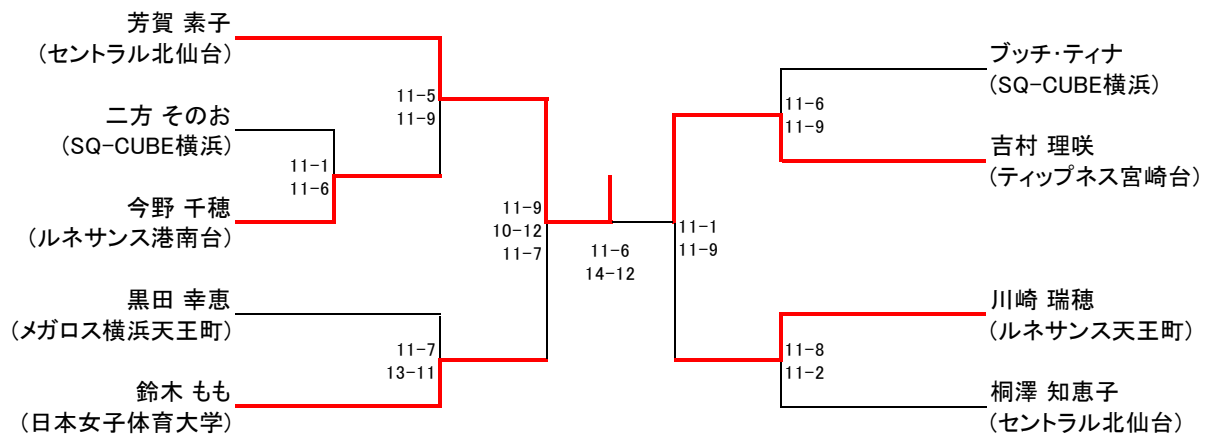 芳賀 素子
(セントラル北仙台)
11-5
11-9
二方 そのお
(SQ-CUBE横浜)
11-1
11-6
今野 千穂
(ルネサンス港南台)
11-9
10-12
11-7
黒田 幸恵
(メガロス横浜天王町)
11-7
13-11
鈴木 もも
(日本女子体育大学)
11-6
14-12
ブッチ・ティナ
(SQ-CUBE横浜)
11-6
11-9
吉村 理咲
(ティップネス宮崎台)
11-1
11-9
川崎 瑞穂
(ルネサンス天王町)
11-8
11-2
桐澤 知恵子
(セントラル北仙台)